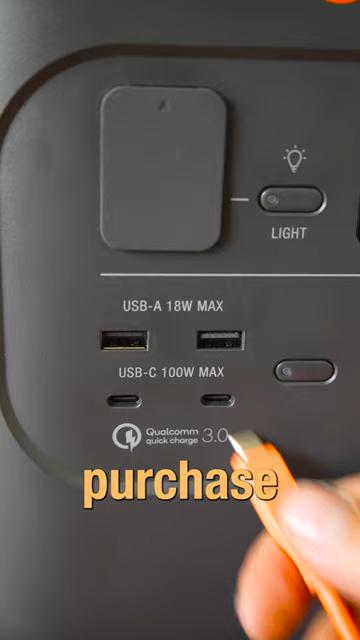 LIGHT
USB-A 18W MAX
USB-C 100W MAX
Qualcomm
quick charge 3.0
purchase